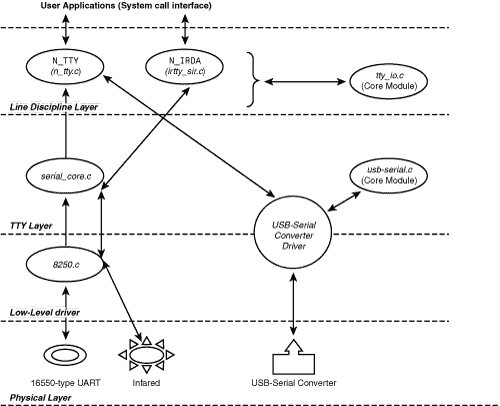 User Applications (System call interface)
N_TTY
(n_tty.c)
N_IRDA
(irtty_sir.c)
tty_io.c
(Core Module)
Line Discipline Layer
serial_core.c
usb-serial.c
(Core Module)
USB-Serial
Converter
Driver
TTY Layer
8250.c
Low-Level driver
16550-type UART
Infared
USB-Serial Converter
Physical Layer